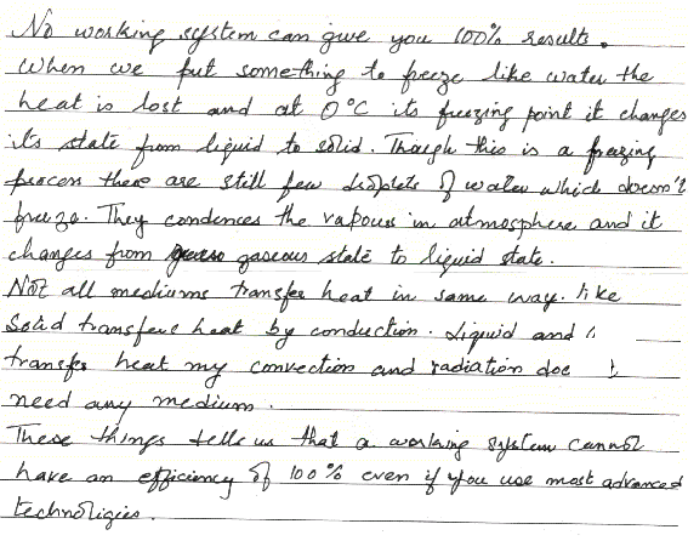 No working system can give you 100% results.
When we put something to freeze like water the
heat is lost and at 0°C its freezing point it changes
its state from liquid to solid. Though this is a freezing
process there are still few droplets of water which doesn't
freeze. They condences the vapours in atmosphere and it
changes from gaseous state to liquid state.
Not all mediums transfer heat in same way. like
Solid transfers heat by conduction. Liquid and
transfer heat my convection and radiation doe
need any medium.
These things tells us that a working system cannot
have an efficiency of 100% even if you use most advanced
technoligies.